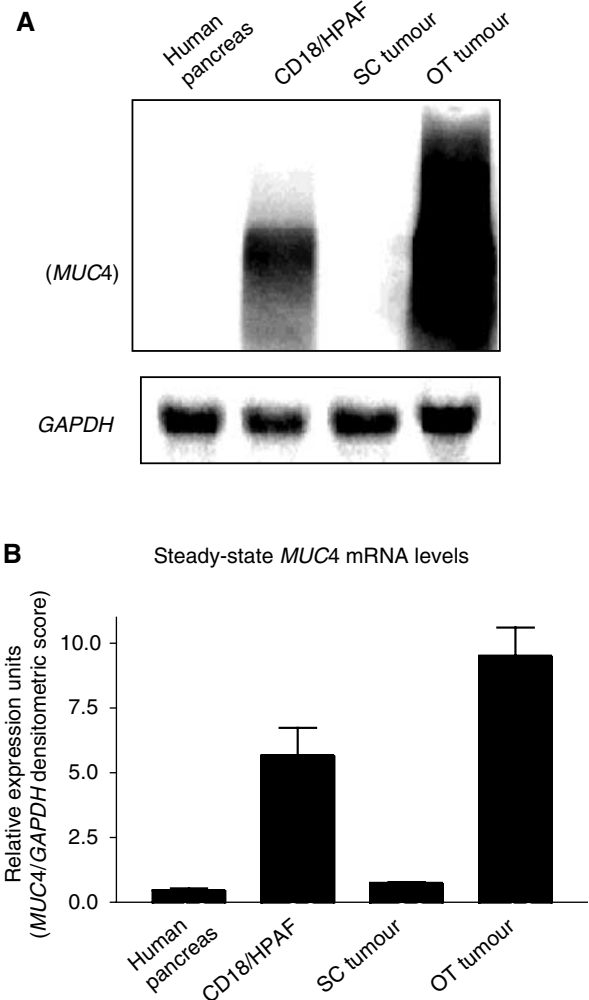 A
Human
pancreas
CD18/HPAF
SC tumour
OT tumour
(MUC4)
GAPDH
B
Steady-state MUC4 mRNA levels
Relative expression units
(MUC4/GAPDH densitometric score)
10.0
7.5
5.0
2.5
0.0
Human
pancreas
CD18/HPAF
SC tumour
OT tumour